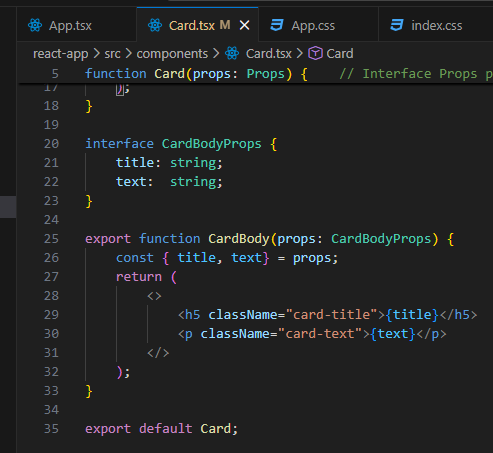 App.tsx Card.tsx M × App.css index.css
react-app > src > components > Card.tsx > Card
5 function Card(props: Props) { // Interface Props p
17 );
18 }
19
20 interface CardBodyProps {
21 title: string;
22 text: string;
23 }
24
25 export function CardBody(props: CardBodyProps) {
26 const { title, text} = props;
27 return (
28 <>
29 <h5 className="card-title">{title}</h5>
30 <p className="card-text">{text}</p>
31 </>
32 );
33 }
34
35 export default Card;